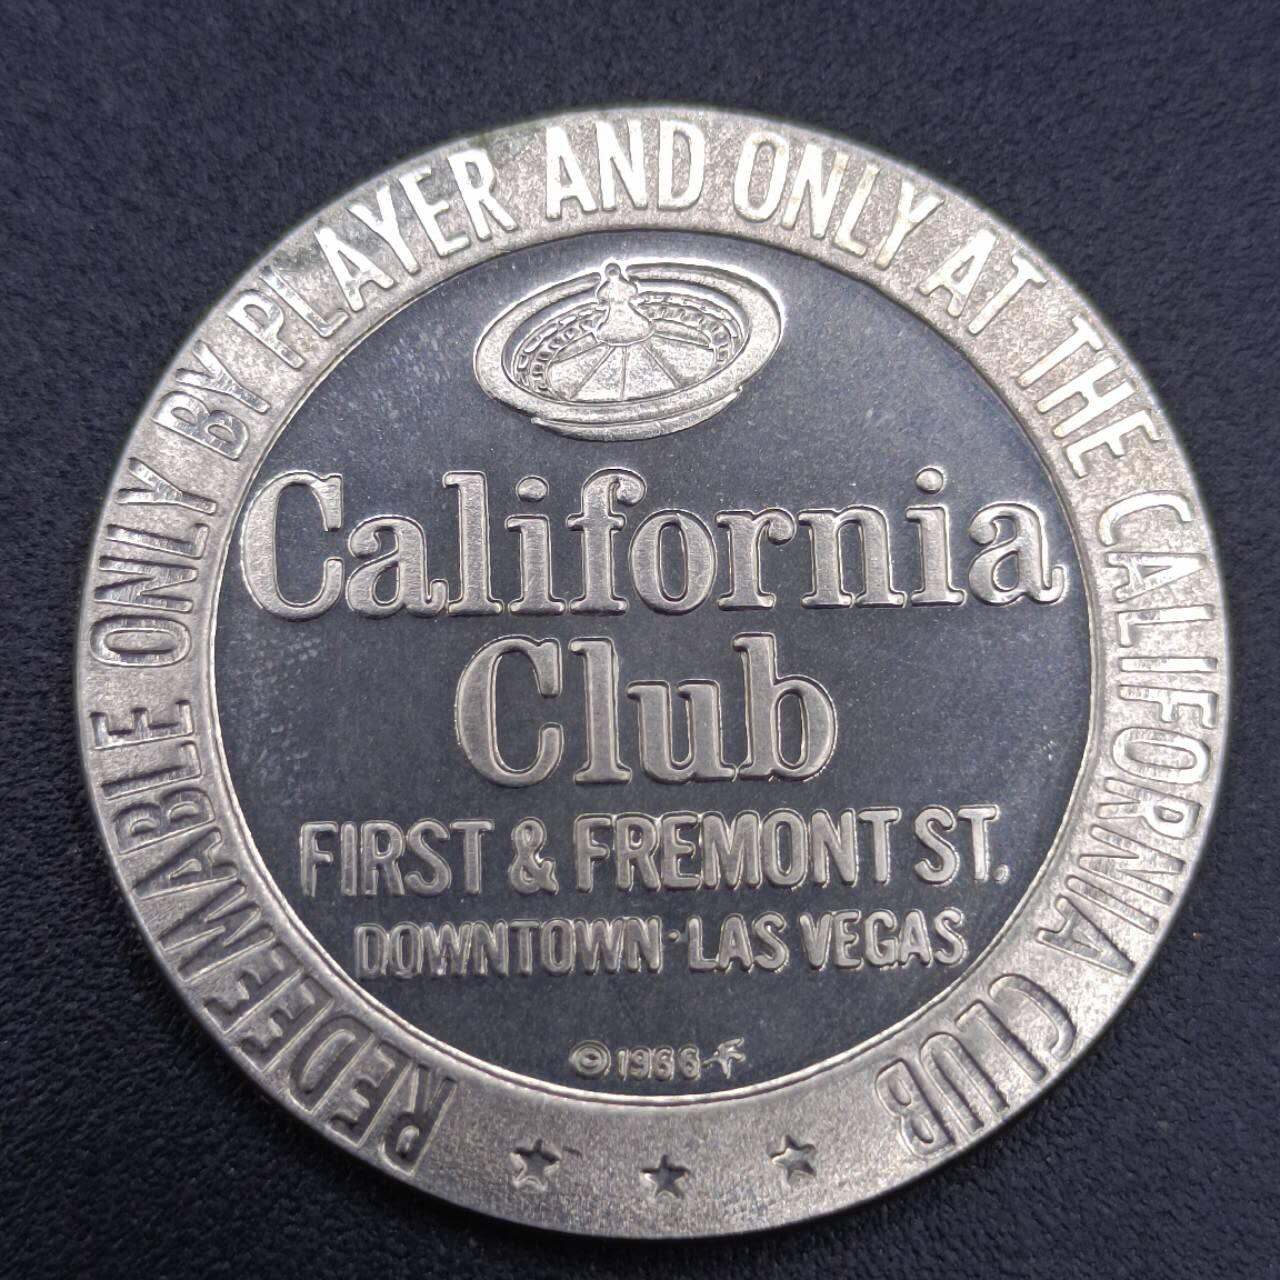 REDEEMABLE ONLY BY PLAYER AND ONLY AT THE CALIFORNIA CLUB
California
Club
FIRST & FREMONT ST.
DOWNTOWN·LAS VEGAS
© 1966-F